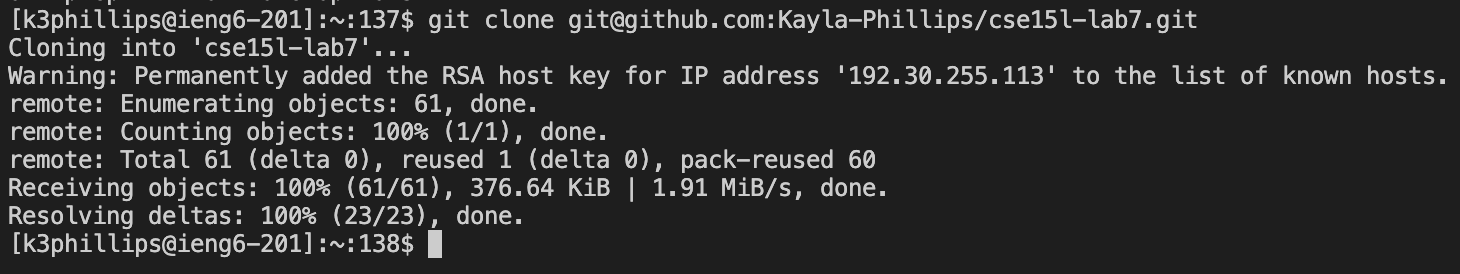 [k3phillips@ieng6-201]:~:137$ git clone git@github.com:Kayla-Phillips/cse15l-lab7.git
Cloning into 'cse15l-lab7'...
Warning: Permanently added the RSA host key for IP address '192.30.255.113' to the list of known hosts.
remote: Enumerating objects: 61, done.
remote: Counting objects: 100% (1/1), done.
remote: Total 61 (delta 0), reused 1 (delta 0), pack-reused 60
Receiving objects: 100% (61/61), 376.64 KiB | 1.91 MiB/s, done.
Resolving deltas: 100% (23/23), done.
[k3phillips@ieng6-201]:~:138$